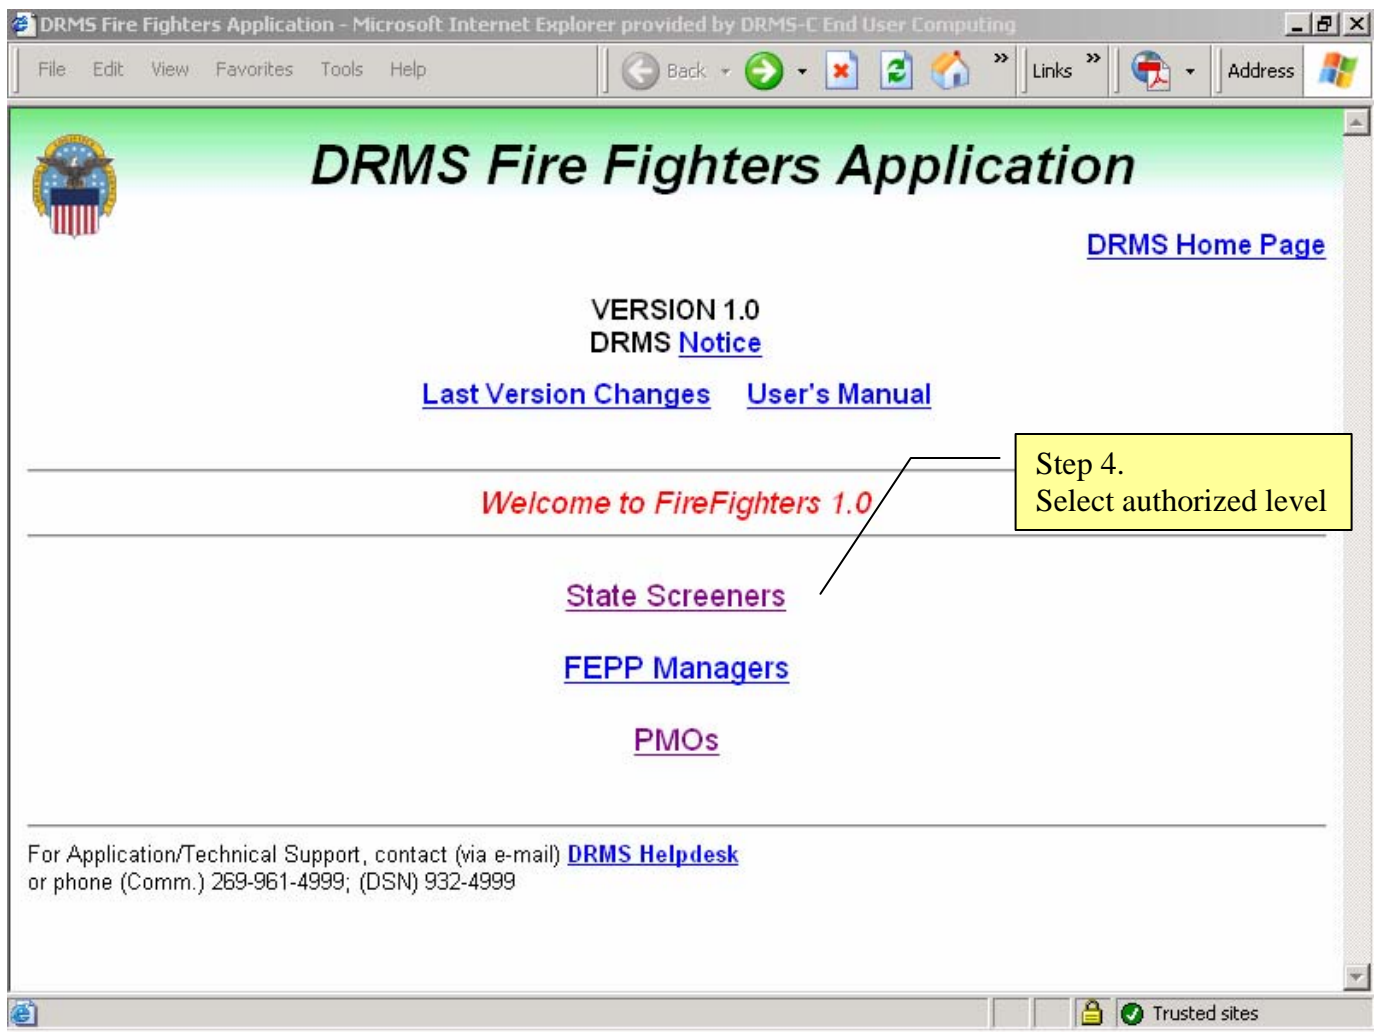 DRMS Fire Fighters Application - Microsoft Internet Explorer provided by DRMS-C End User Computing
File Edit View Favorites Tools Help Back » Links » Address
DRMS Fire Fighters Application
DRMS Home Page
VERSION 1.0
DRMS Notice
Last Version Changes User's Manual
Step 4.
Select authorized level
Welcome to FireFighters 1.0
State Screeners
FEPP Managers
PMOs
For Application/Technical Support, contact (via e-mail) DRMS Helpdesk
or phone (Comm.) 269-961-4999; (DSN) 932-4999
Trusted sites